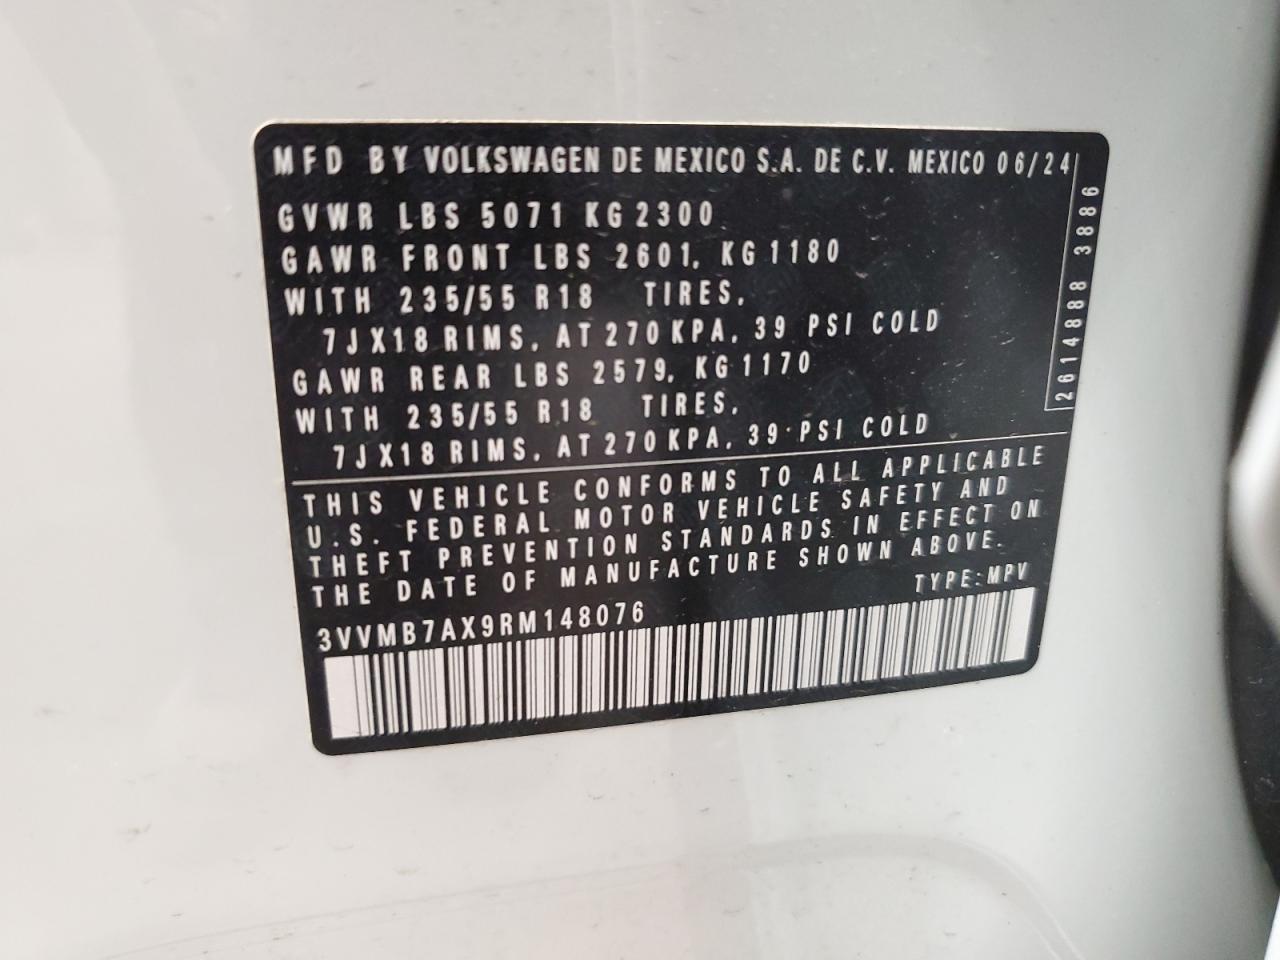 MFD BY VOLKSWAGEN DE MEXICO S.A. DE C.V. MEXICO 06/24
GVWR LBS 5071 KG 2300
GAWR FRONT LBS 2601, KG 1180
WITH 235/55 R18 TIRES,
7JX18 RIMS, AT 270 KPA, 39 PSI COLD
GAWR REAR LBS 2579, KG 1170
WITH 235/55 R18 TIRES,
7JX18 RIMS, AT 270 KPA, 39 PSI COLD
2614888 3886
THIS VEHICLE CONFORMS TO ALL APPLICABLE
U.S. FEDERAL MOTOR VEHICLE SAFETY AND
THEFT PREVENTION STANDARDS IN EFFECT ON
THE DATE OF MANUFACTURE SHOWN ABOVE.
TYPE:MPV
3VVMB7AX9RM148076